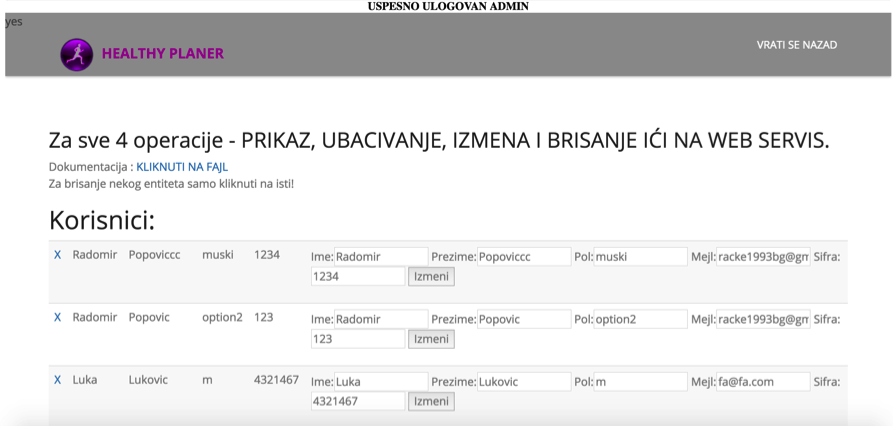 USPESNO ULOGOVAN ADMIN
yes
HEALTHY PLANER
VRATI SE NAZAD
Za sve 4 operacije - PRIKAZ, UBACIVANJE, IZMENA I BRISANJE IĆI NA WEB SERVIS.
Dokumentacija : KLIKNUTI NA FAJL
Za brisanje nekog entiteta samo kliknuti na isti!
Korisnici:
X Radomir Popoviccc muski 1234 Ime: Radomir Prezime: Popoviccc Pol: muski Mejl: racke1993bg@gm Sifra:
1234 Izmeni
X Radomir Popovic option2 123 Ime: Radomir Prezime: Popovic Pol: option2 Mejl: racke1993bg@gm Sifra:
123 Izmeni
X Luka Lukovic m 4321467 Ime: Luka Prezime: Lukovic Pol: m Mejl: fa@fa.com Sifra:
4321467 Izmeni